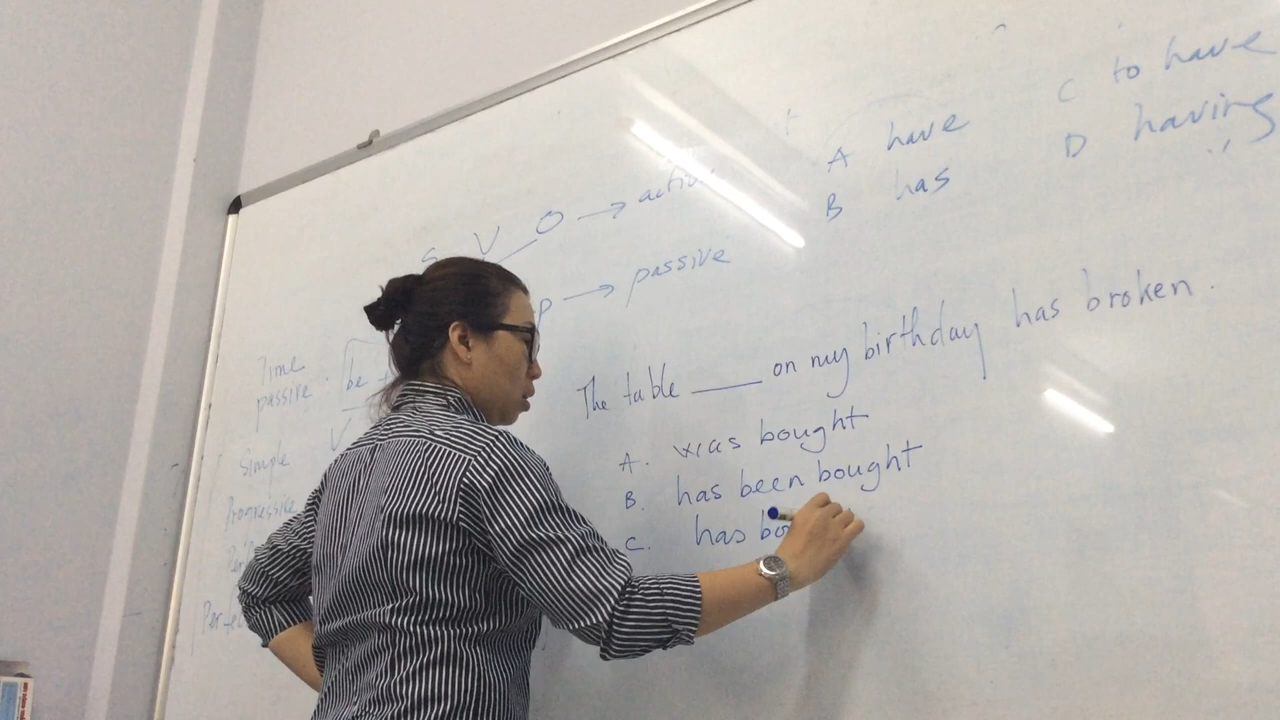 C to have
A have
D having
B has
S V O → active
p → passive
Time
passive be +
V
Simple
Progressive
The table ____ on my birthday has broken.
A. was bought
B. has been bought
C. has bo